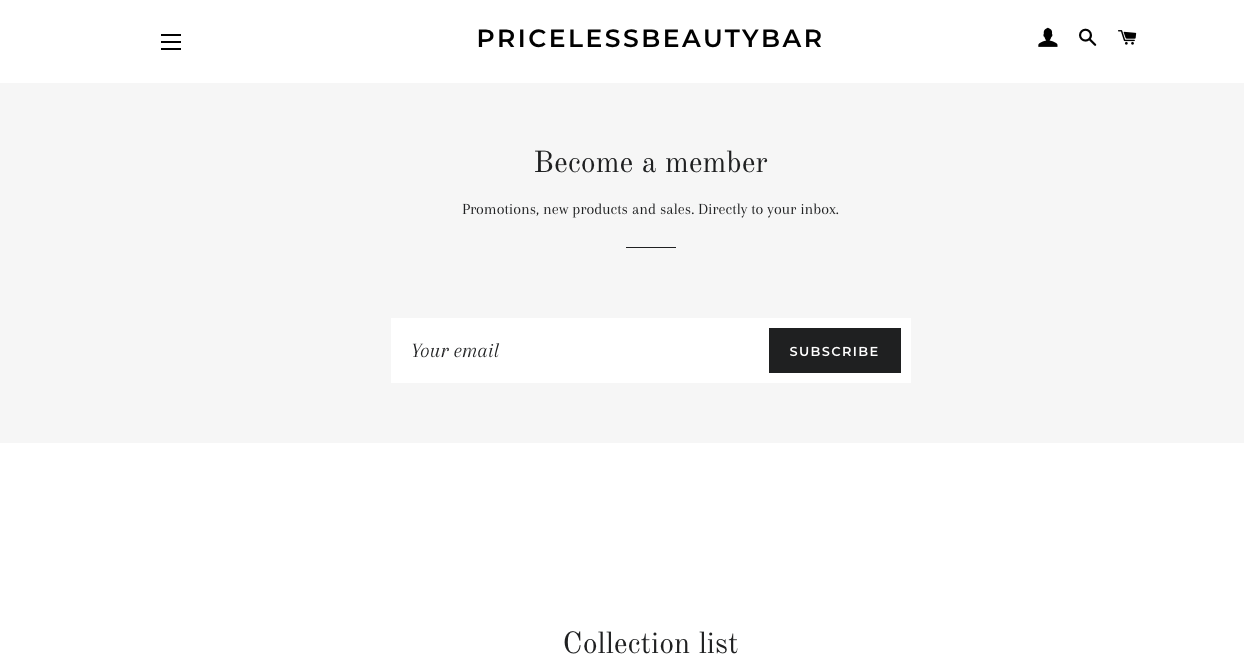 PRICELESSBEAUTYBAR
Become a member
Promotions, new products and sales. Directly to your inbox.
Your email
SUBSCRIBE
Collection list